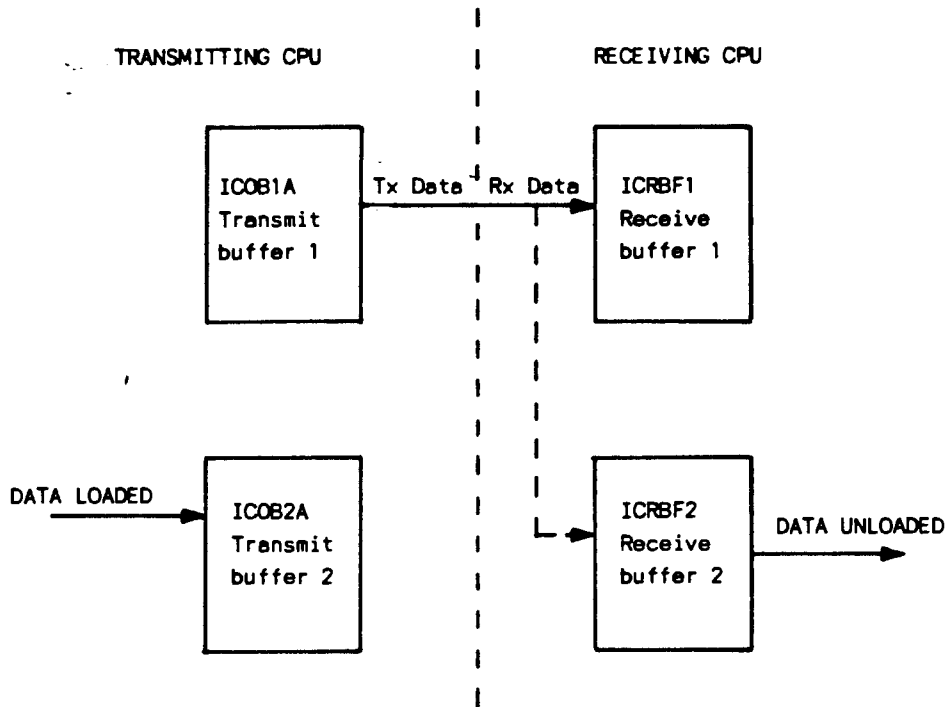 TRANSMITTING CPU
RECEIVING CPU
ICOB1A
Transmit
buffer 1
Tx Data
Rx Data
ICRBF1
Receive
buffer 1
DATA LOADED
ICOB2A
Transmit
buffer 2
ICRBF2
Receive
buffer 2
DATA UNLOADED